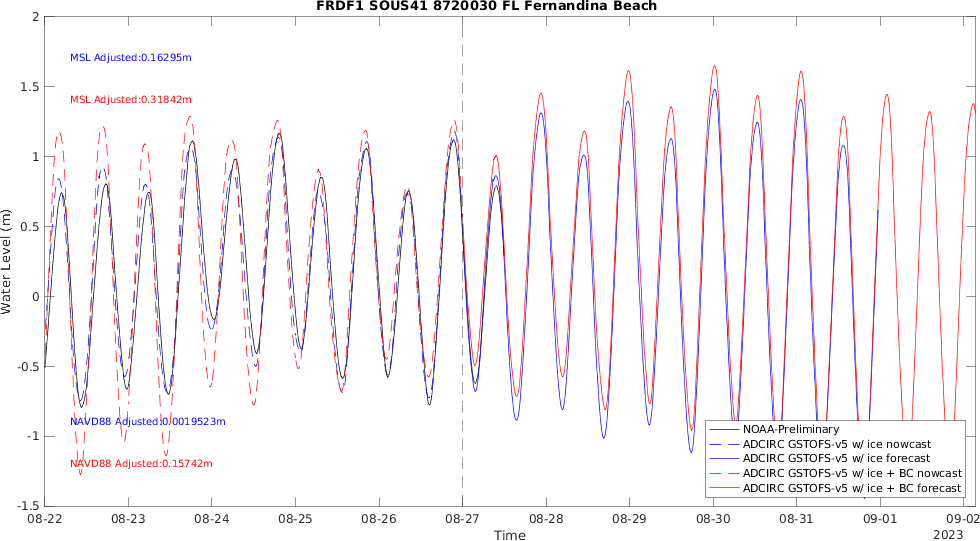 FRDF1 SOUS41 8720030 FL Fernandina Beach
2
MSL Adjusted:0.16295m
1.5
MSL Adjusted:0.31842m
1
0.5
Water Level (m)
0
-0.5
NAVD88 Adjusted:0.0019523m
-1
NAVD88 Adjusted:0.15742m
NOAA-Preliminary
ADCIRC GSTOFS-v5 w/ ice nowcast
ADCIRC GSTOFS-v5 w/ ice forecast
ADCIRC GSTOFS-v5 w/ ice + BC nowcast
ADCIRC GSTOFS-v5 w/ ice + BC forecast
-1.5
08-22 08-23 08-24 08-25 08-26 08-27 08-28 08-29 08-30 08-31 09-01 09-02
Time
2023